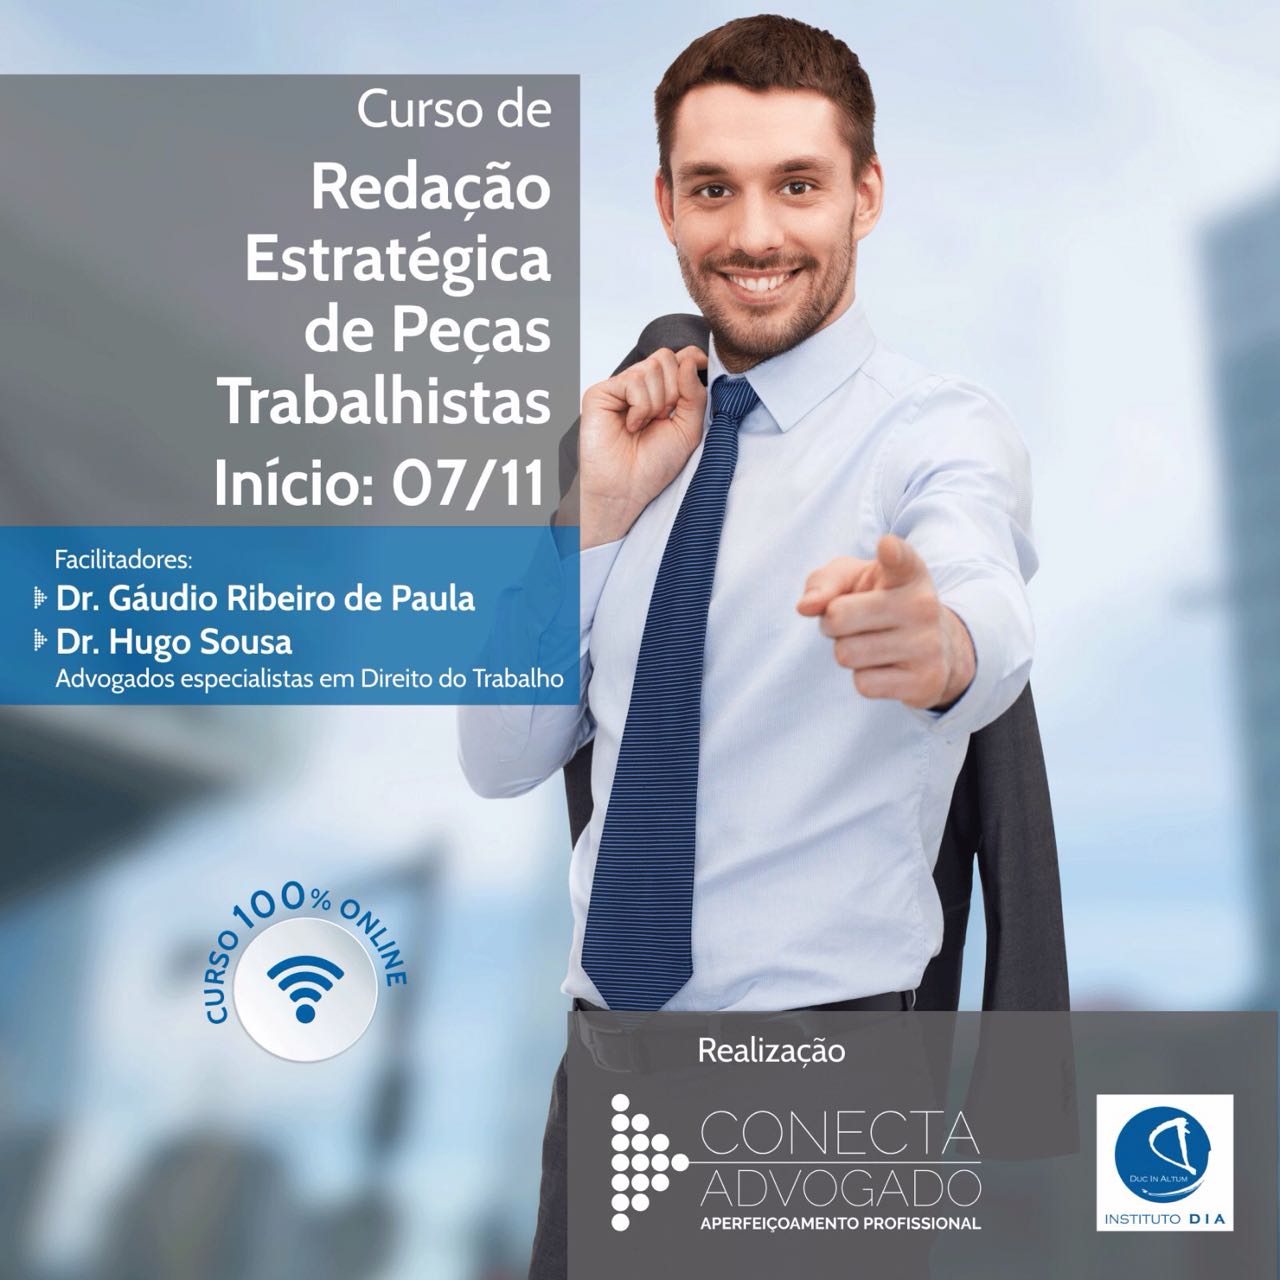 Curso de
Redação
Estratégica
de Peças
Trabalhistas
Início: 07/11
Facilitadores:
Dr. Gáudio Ribeiro de Paula
Dr. Hugo Sousa
Advogados especialistas em Direito do Trabalho
CURSO 100% ONLINE
Realização
CONECTA
ADVOGADO
APERFEIÇOAMENTO PROFISSIONAL
DUC IN ALTUM
INSTITUTO DIA